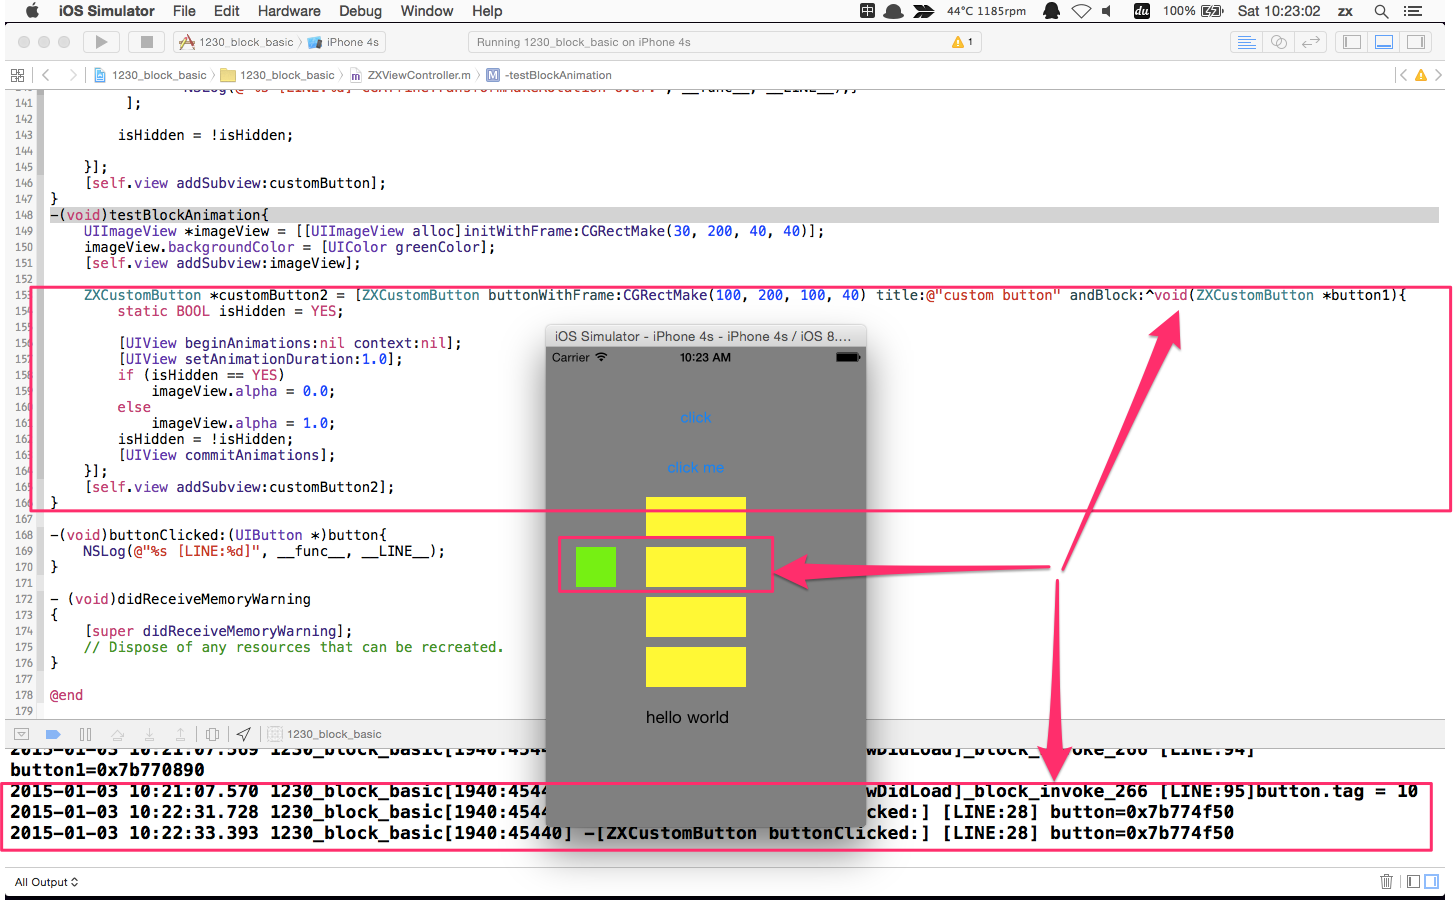 iOS Simulator File Edit Hardware Debug Window Help 中 44°C 1185rpm du 100% Sat 10:23:02 zx
1230_block_basic iPhone 4s Running 1230_block_basic on iPhone 4s 1
1230_block_basic 1230_block_basic m ZXViewController.m M -testBlockAnimation
141 ];
142
143 isHidden = !isHidden;
144
145 }];
146 [self.view addSubview:customButton];
147 }
148 -(void)testBlockAnimation{
149 UIImageView *imageView = [[UIImageView alloc]initWithFrame:CGRectMake(30, 200, 40, 40)];
150 imageView.backgroundColor = [UIColor greenColor];
151 [self.view addSubview:imageView];
152
153 ZXCustomButton *customButton2 = [ZXCustomButton buttonWithFrame:CGRectMake(100, 200, 100, 40) title:@"custom button" andBlock:^void(ZXCustomButton *button1){
154 static BOOL isHidden = YES;
155
156 [UIView beginAnimations:nil context:nil];
157 [UIView setAnimationDuration:1.0];
158 if (isHidden == YES)
159 imageView.alpha = 0.0;
160 else
161 imageView.alpha = 1.0;
162 isHidden = !isHidden;
163 [UIView commitAnimations];
164 }];
165 [self.view addSubview:customButton2];
166 }
167
168 -(void)buttonClicked:(UIButton *)button{
169 NSLog(@"%s [LINE:%d]", __func__, __LINE__);
170 }
171
172 - (void)didReceiveMemoryWarning
173 {
174 [super didReceiveMemoryWarning];
175 // Dispose of any resources that can be recreated.
176 }
177
178 @end
179
iOS Simulator - iPhone 4s - iPhone 4s / iOS 8....
Carrier 10:23 AM
click
click me
hello world
1230_block_basic
2015-01-03 10:21:07.569 1230_block_basic[1940:454 wDidLoad]_block_invoke_266 [LINE:94]
button1=0x7b770890
2015-01-03 10:21:07.570 1230_block_basic[1940:4544 wDidLoad]_block_invoke_266 [LINE:95]button.tag = 10
2015-01-03 10:22:31.728 1230_block_basic[1940:454 cked:] [LINE:28] button=0x7b774f50
2015-01-03 10:22:33.393 1230_block_basic[1940:45440] -[ZXCustomButton buttonClicked:] [LINE:28] button=0x7b774f50
All Output